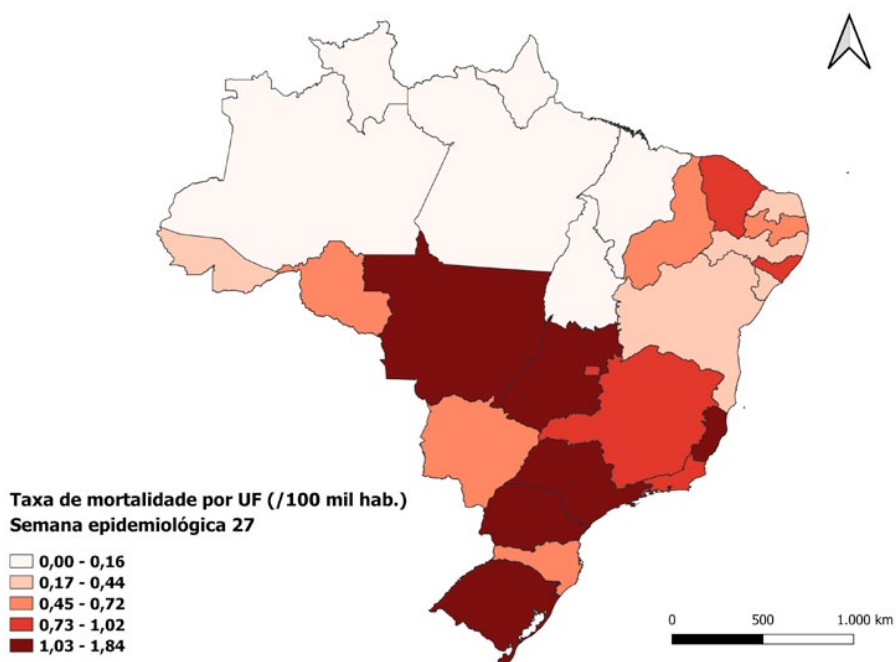 Taxa de mortalidade por UF (/100 mil hab.)
Semana epidemiológica 27
0,00 - 0,16
0,17 - 0,44
0,45 - 0,72
0,73 - 1,02
1,03 - 1,84
0 500 1.000 km